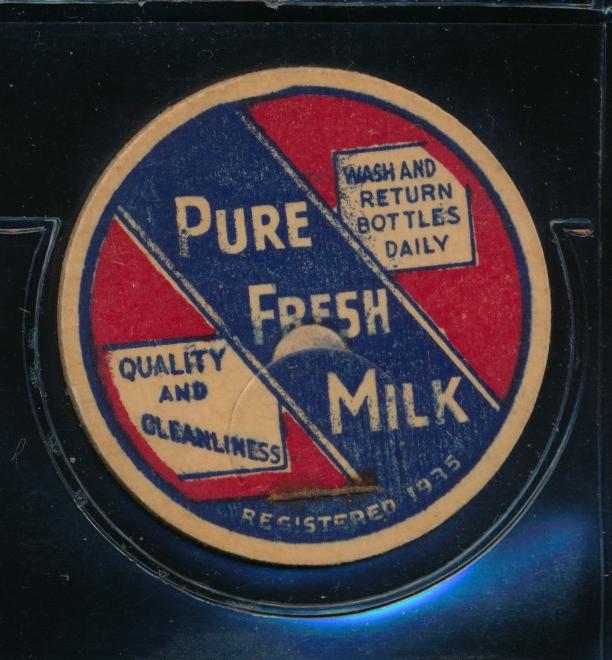 PURE
FRESH
MILK
WASH AND
RETURN
BOTTLES
DAILY
QUALITY
AND
CLEANLINESS
REGISTERED 1935